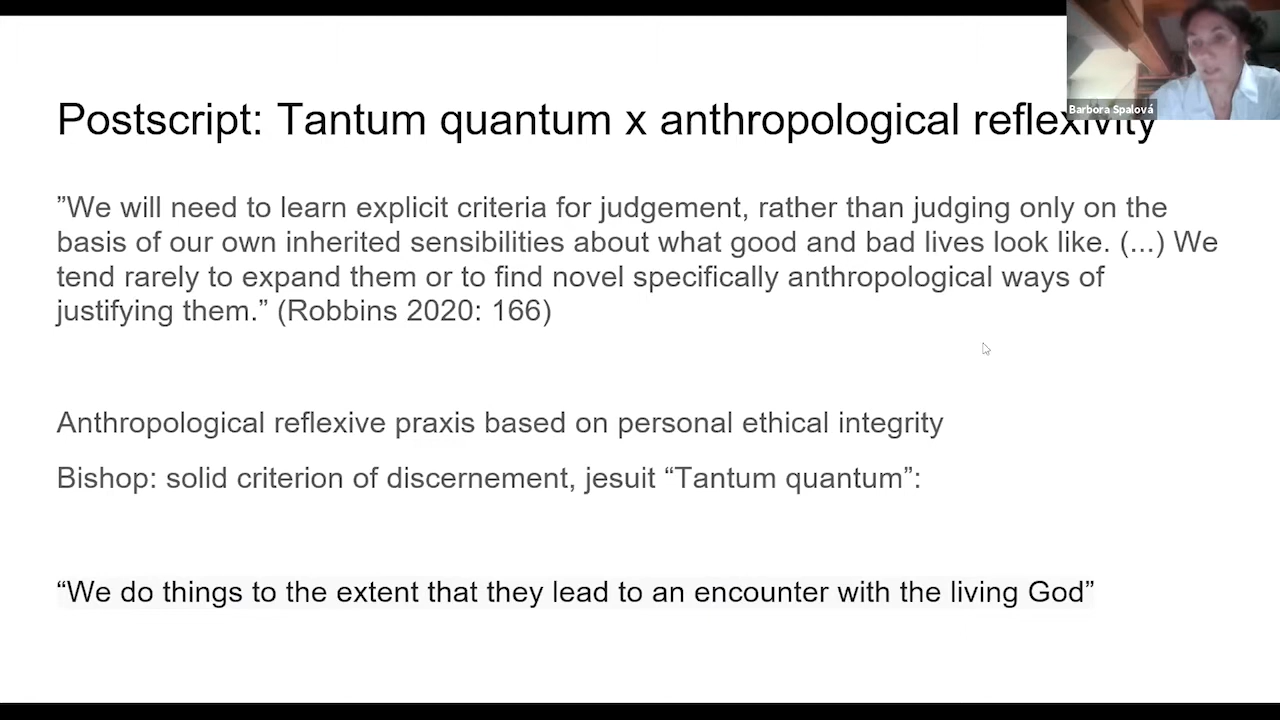 Barbora Spalová
Postscript: Tantum quantum x anthropological reflexivity
”We will need to learn explicit criteria for judgement, rather than judging only on the
basis of our own inherited sensibilities about what good and bad lives look like. (...) We
tend rarely to expand them or to find novel specifically anthropological ways of
justifying them.” (Robbins 2020: 166)
Anthropological reflexive praxis based on personal ethical integrity
Bishop: solid criterion of discernement, jesuit “Tantum quantum”:
“We do things to the extent that they lead to an encounter with the living God”